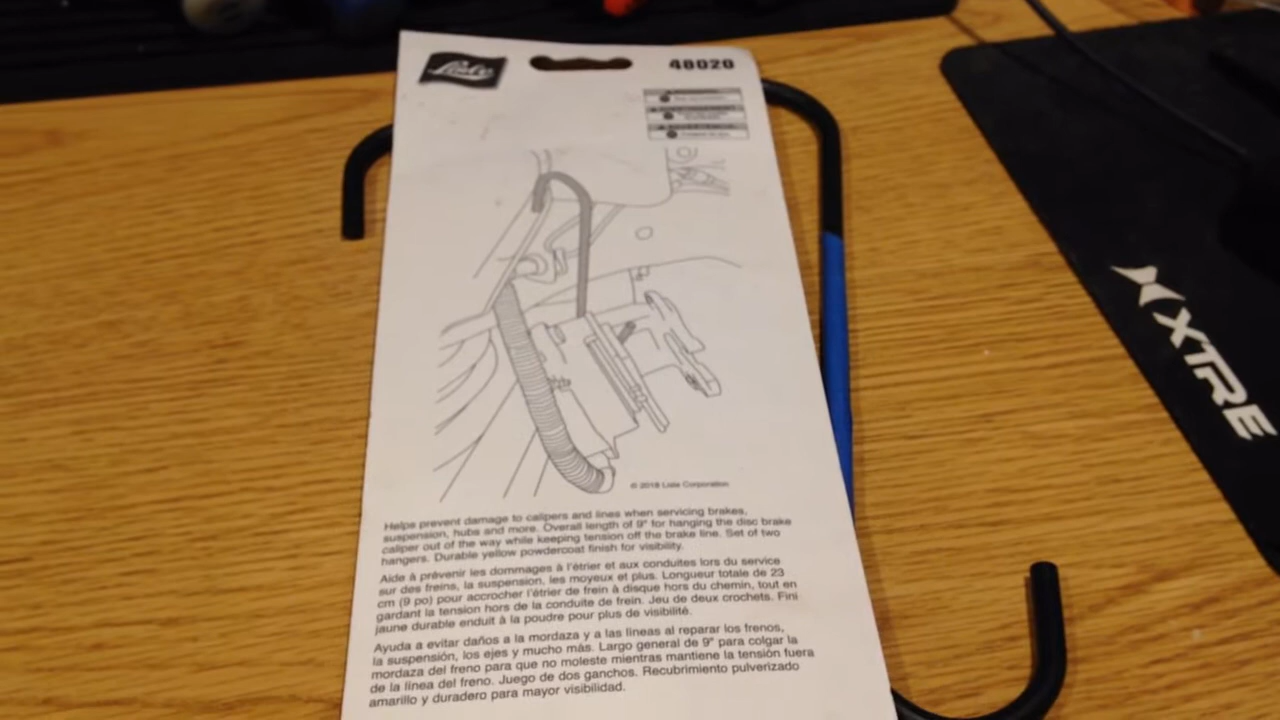 Lisle
48020
XTRE
© 2018 Lisle Corporation
Helps prevent damage to calipers and lines when servicing brakes,
suspension, hubs and more. Overall length of 9" for hanging the disc brake
caliper out of the way while keeping tension off the brake line. Set of two
hangers. Durable yellow powdercoat finish for visibility.
Aide à prévenir les dommages à l'étrier et aux conduites lors du service
sur des freins, la suspension, les moyeux et plus. Longueur totale de 23
cm (9 po) pour accrocher l'étrier de frein à disque hors du chemin, tout en
gardant la tension hors de la conduite de frein. Jeu de deux crochets. Fini
jaune durable enduit à la poudre pour plus de visibilité.
Ayuda a evitar daños a la mordaza y a las líneas al reparar los frenos,
la suspensión, los ejes y mucho más. Largo general de 9" para colgar la
mordaza del freno para que no moleste mientras mantiene la tensión fuera
de la línea del freno. Juego de dos ganchos. Recubrimiento pulverizado
amarillo y duradero para mayor visibilidad.